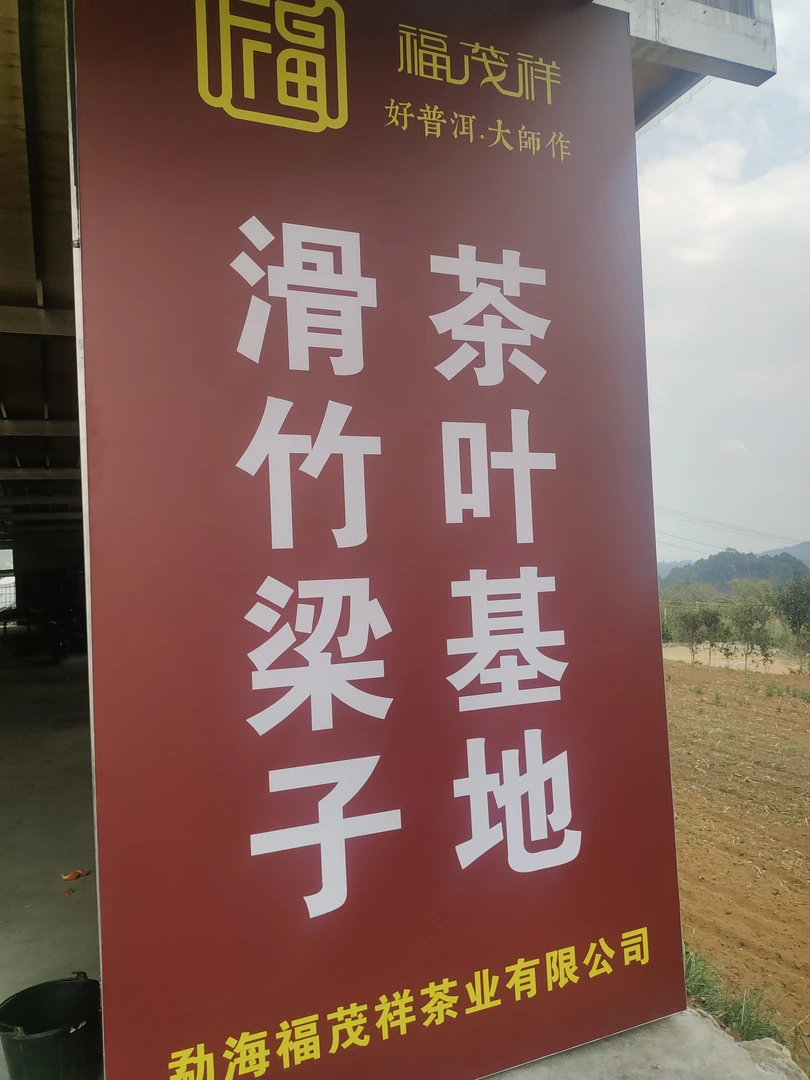 福
福茂祥
好普洱.大師作
滑竹梁子
茶叶基地
勐海福茂祥茶业有限公司